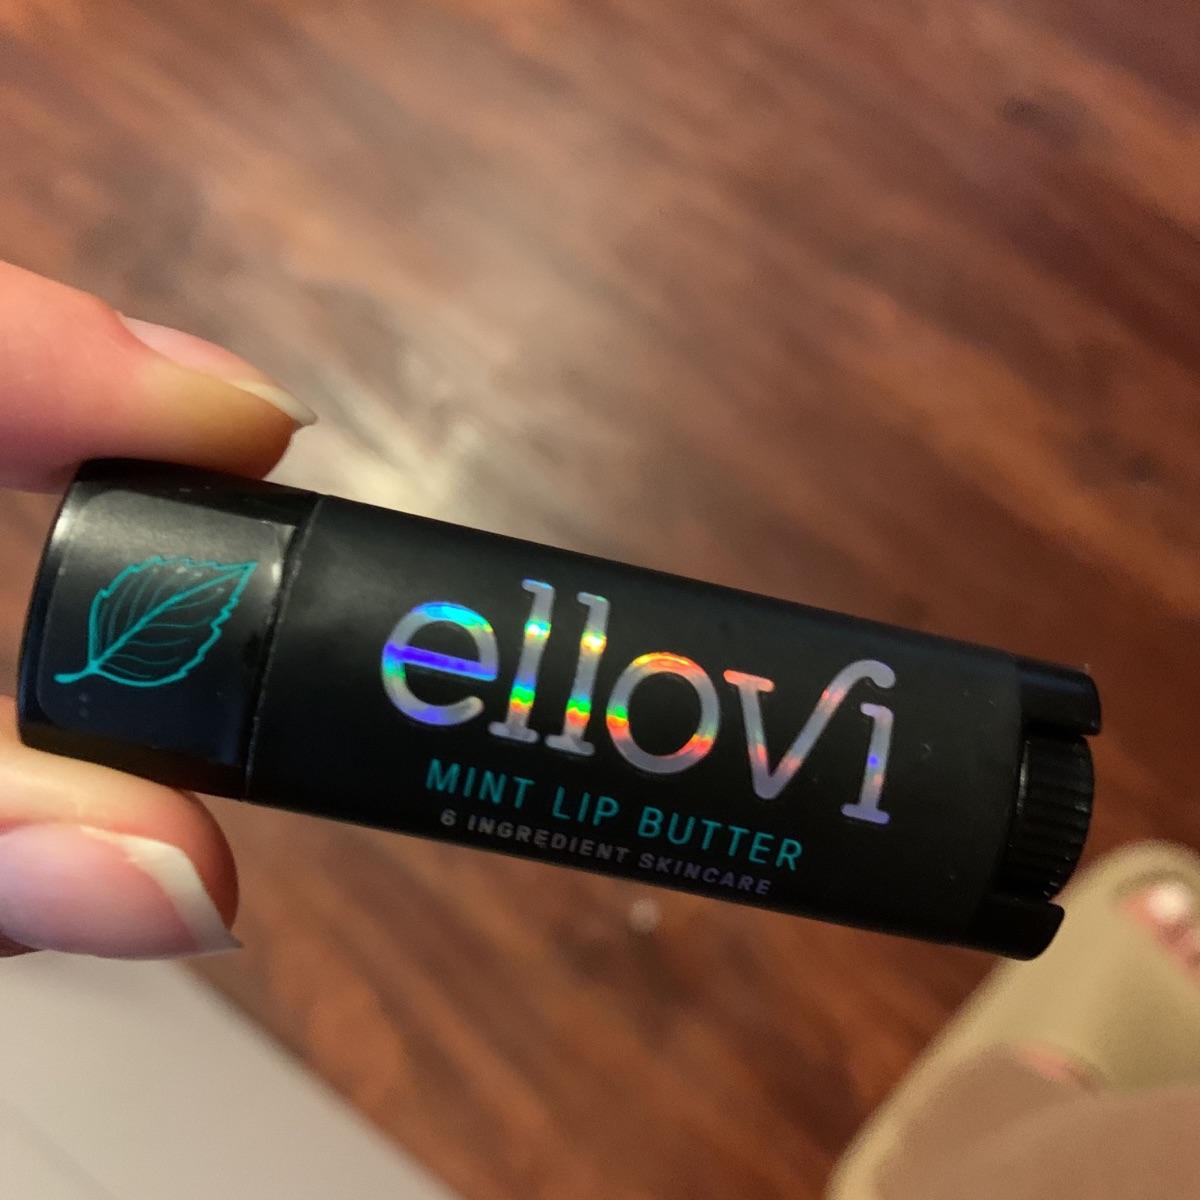 ellovi
MINT LIP BUTTER
6 INGREDIENT SKINCARE